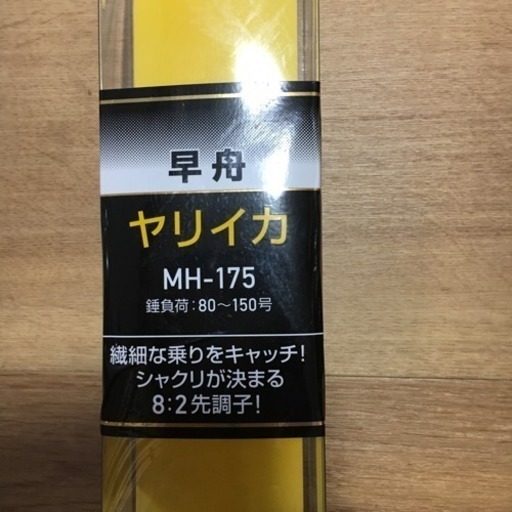 早舟
ヤリイカ
MH-175
錘負荷:80〜150号
繊細な乗りをキャッチ!
シャクリが決まる
8:2先調子!